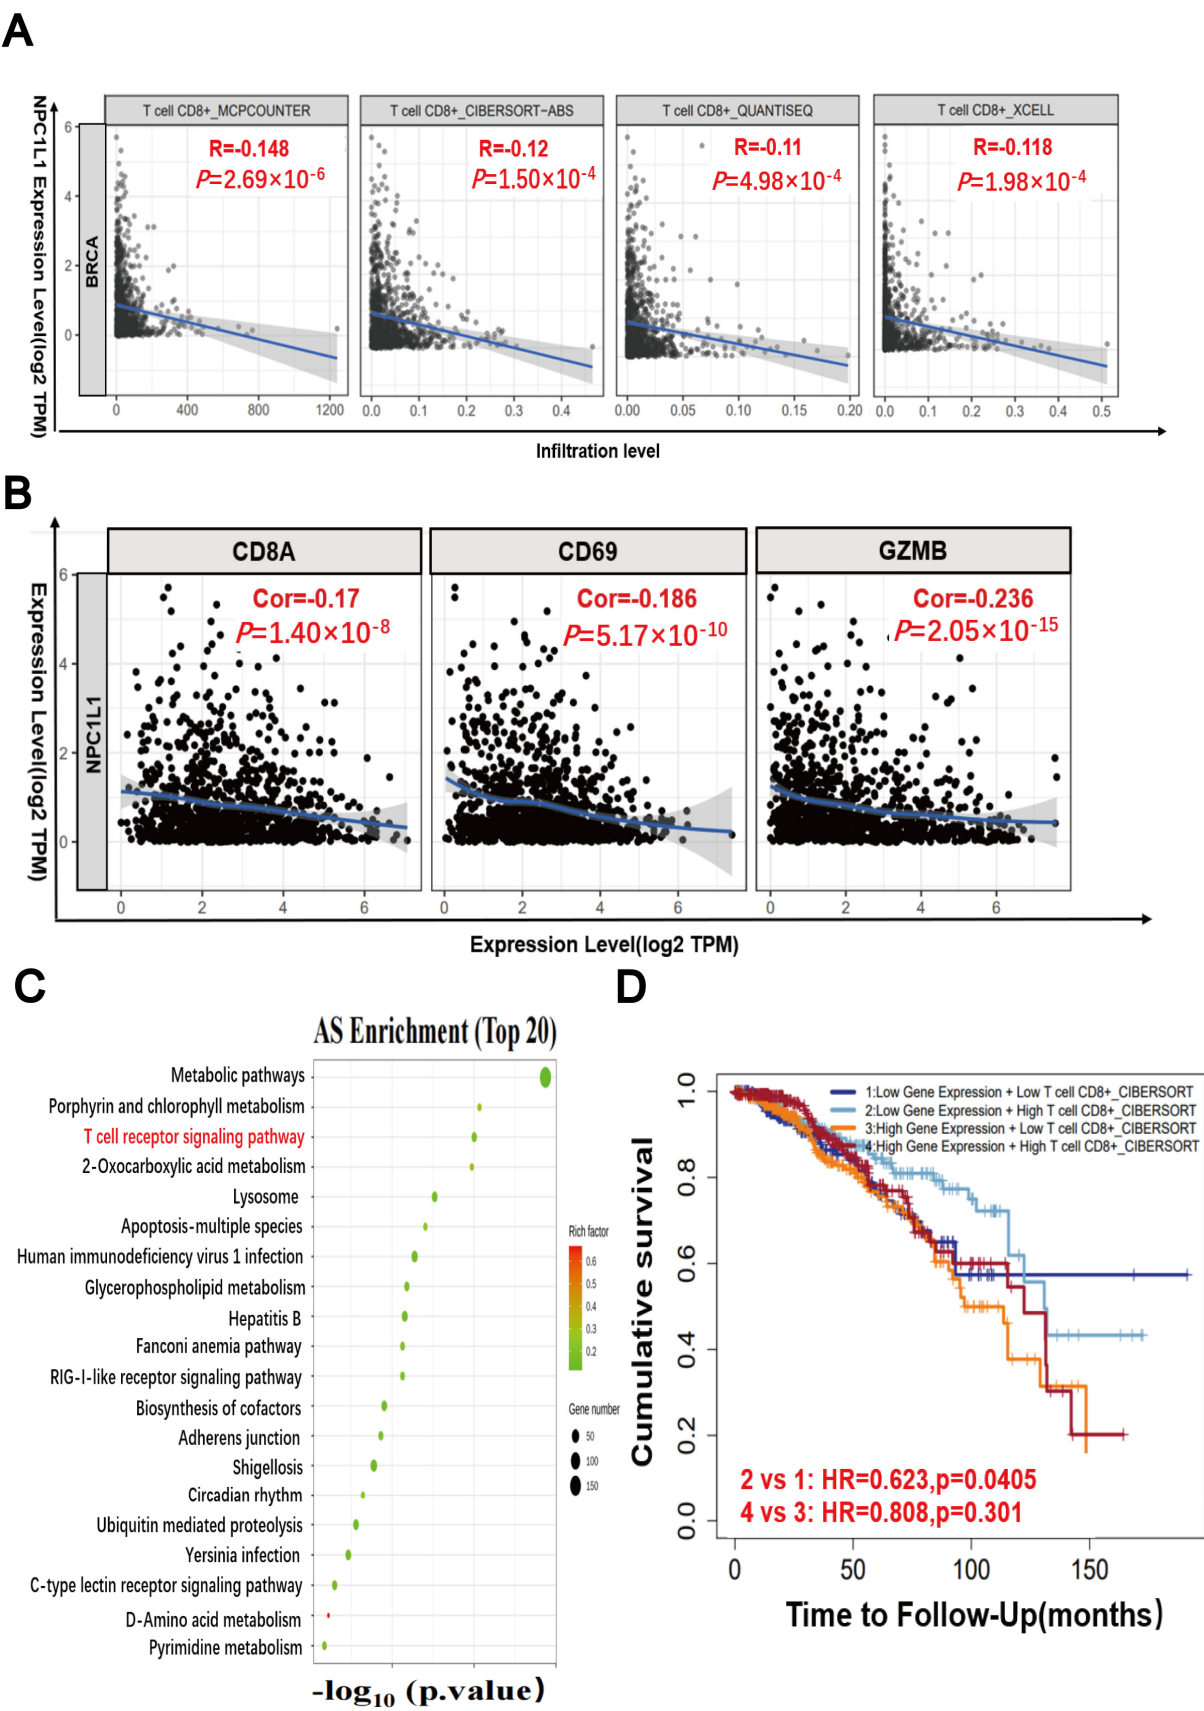 A
NPC1L1 Expression Level(log2 TPM)
BRCA
T cell CD8+_MCPCOUNTER
T cell CD8+_CIBERSORT-ABS
T cell CD8+_QUANTISEQ
T cell CD8+_XCELL
R=-0.148
P=2.69×10-6
R=-0.12
P=1.50×10-4
R=-0.11
P=4.98×10-4
R=-0.118
P=1.98×10-4
6
4
2
0
0 400 800 1200
0.0 0.1 0.2 0.3 0.4
0.00 0.05 0.10 0.15 0.20
0.0 0.1 0.2 0.3 0.4 0.5
Infiltration level
B
Expression Level(log2 TPM)
NPC1L1
CD8A
CD69
GZMB
Cor=-0.17
P=1.40×10-8
Cor=-0.186
P=5.17×10-10
Cor=-0.236
P=2.05×10-15
6
4
2
0
0 2 4 6
0 2 4 6
0 2 4 6
Expression Level(log2 TPM)
C
AS Enrichment (Top 20)
Metabolic pathways
Porphyrin and chlorophyll metabolism
T cell receptor signaling pathway
2-Oxocarboxylic acid metabolism
Lysosome
Apoptosis-multiple species
Human immunodeficiency virus 1 infection
Glycerophospholipid metabolism
Hepatitis B
Fanconi anemia pathway
RIG-I-like receptor signaling pathway
Biosynthesis of cofactors
Adherens junction
Shigellosis
Circadian rhythm
Ubiquitin mediated proteolysis
Yersinia infection
C-type lectin receptor signaling pathway
D-Amino acid metabolism
Pyrimidine metabolism
-log10 (p.value)
Rich factor
0.6
0.5
0.4
0.3
0.2
Gene number
50
100
150
D
Cumulative survival
1.0
0.8
0.6
0.4
0.2
0.0
1:Low Gene Expression + Low T cell CD8+_CIBERSORT
2:Low Gene Expression + High T cell CD8+_CIBERSORT
3:High Gene Expression + Low T cell CD8+_CIBERSORT
4:High Gene Expression + High T cell CD8+_CIBERSORT
2 vs 1: HR=0.623,p=0.0405
4 vs 3: HR=0.808,p=0.301
0 50 100 150
Time to Follow-Up(months)